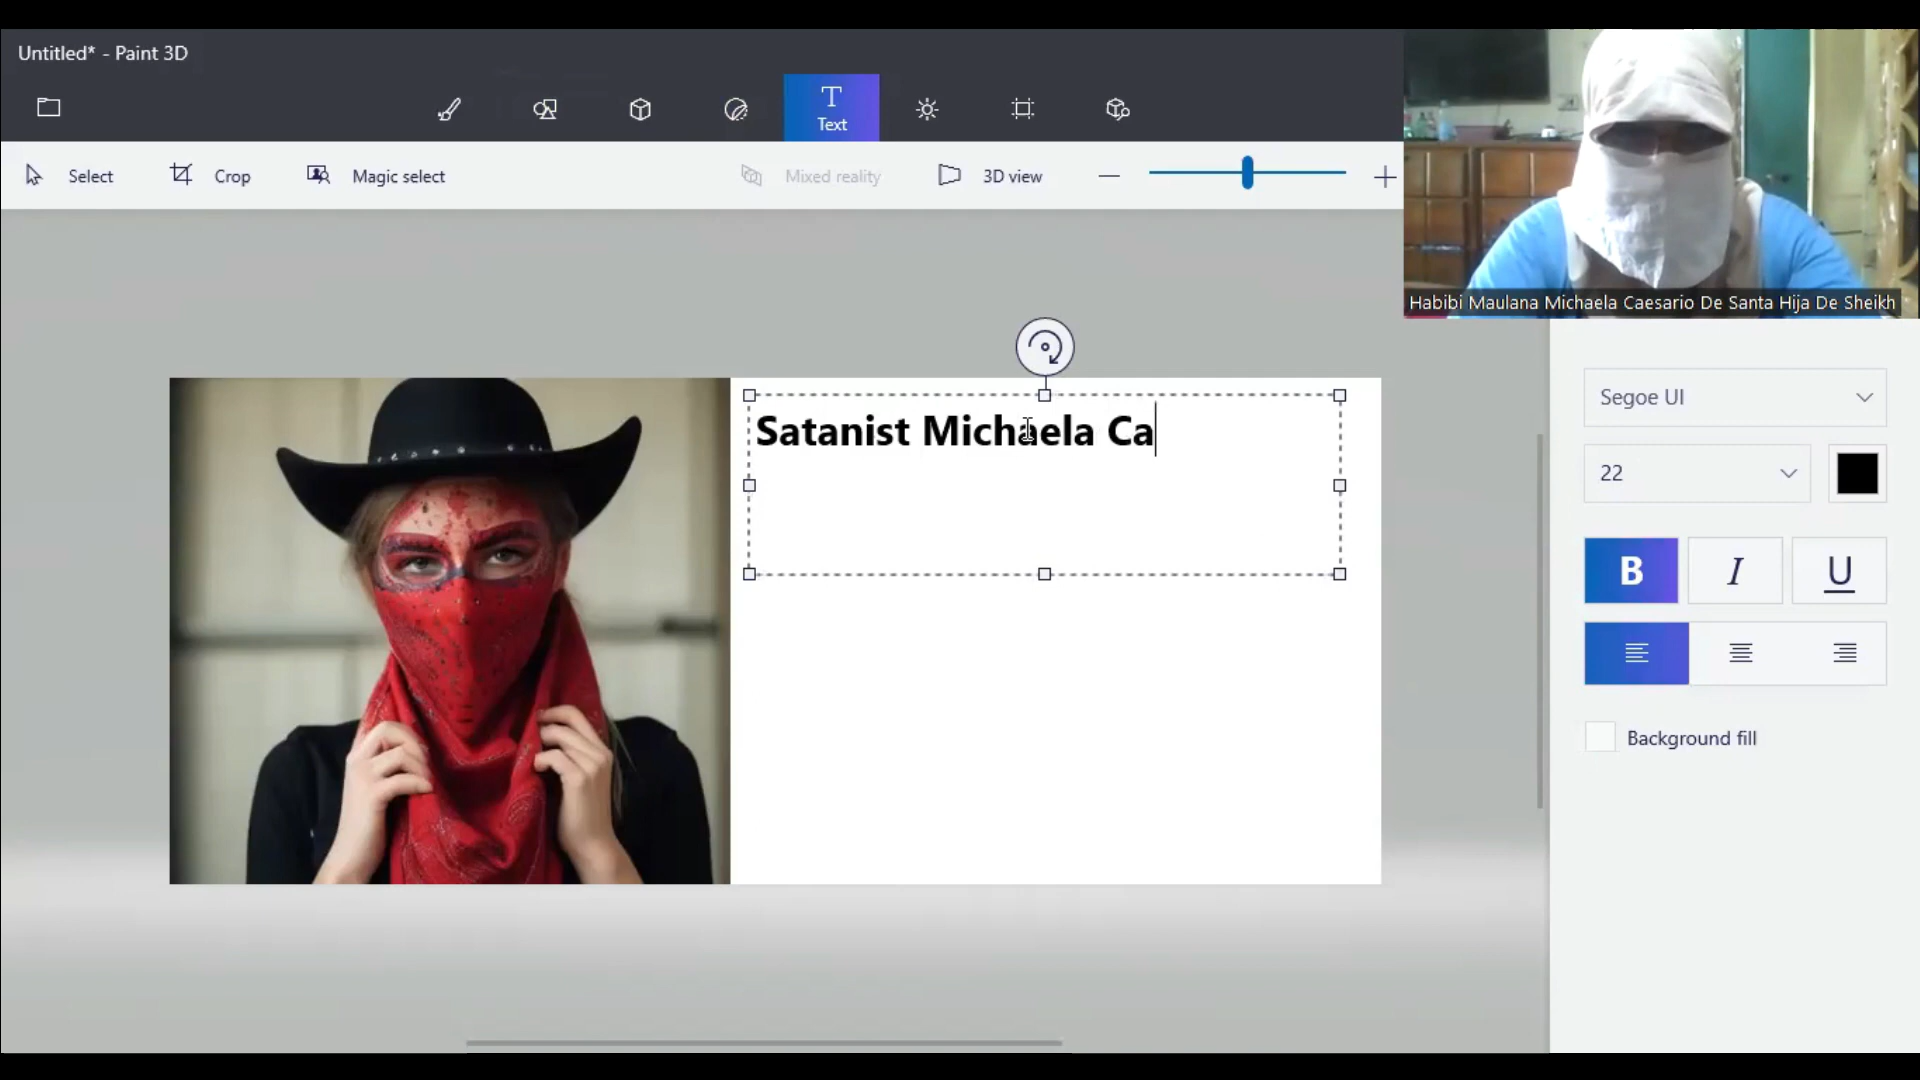 Untitled* - Paint 3D
Text
Select
Crop
Magic select
Mixed reality
3D view
Habibi Maulana Michaela Caesario De Santa Hija De Sheikh
Satanist Michaela Ca
Segoe UI
22
B
I
U
Background fill